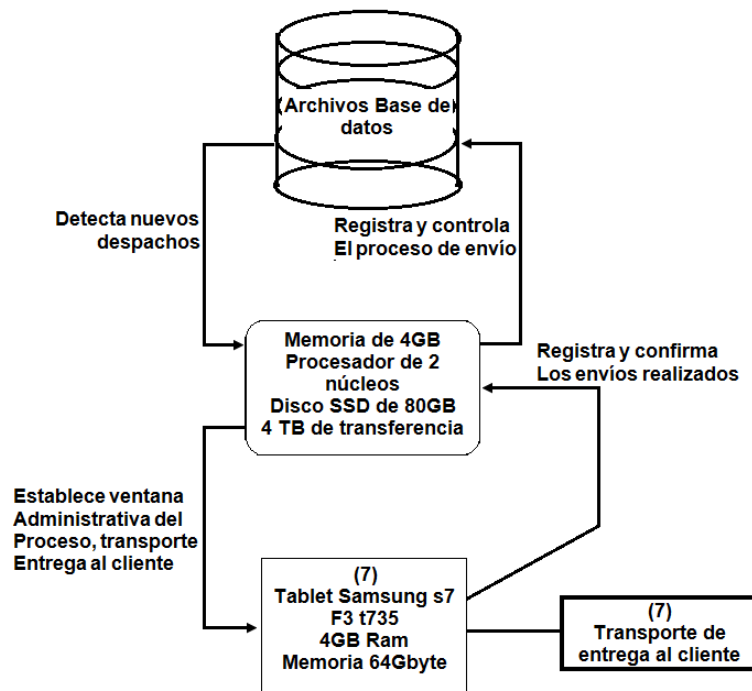 (Archivos Base de)
datos
Detecta nuevos
despachos
Registra y controla
El proceso de envío
Memoria de 4GB
Procesador de 2
núcleos
Disco SSD de 80GB
4 TB de transferencia
Registra y confirma
Los envíos realizados
Establece ventana
Administrativa del
Proceso, transporte
Entrega al cliente
(7)
Tablet Samsung s7
F3 t735
4GB Ram
Memoria 64Gbyte
(7)
Transporte de
entrega al cliente